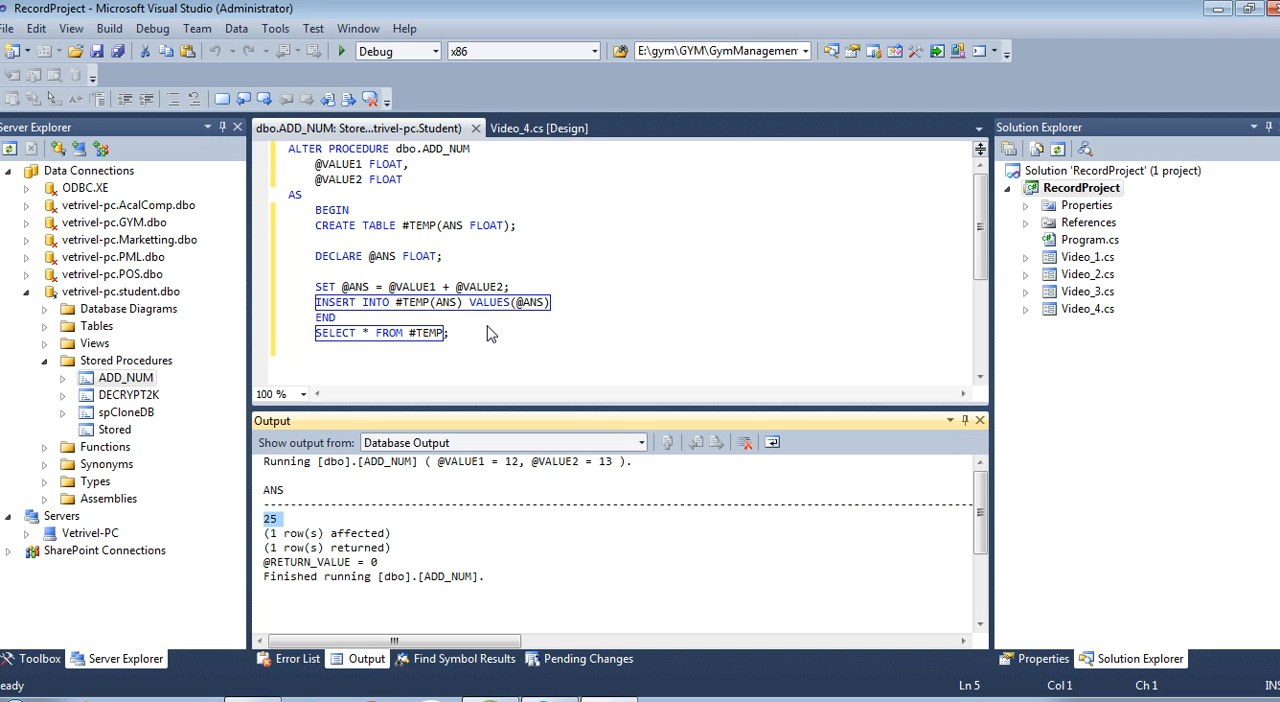 RecordProject - Microsoft Visual Studio (Administrator)
File Edit View Build Debug Team Data Tools Test Window Help
Debug x86 E:\gym\GYM\GymManagement
Server Explorer
Data Connections
ODBC.XE
vetrivel-pc.AcalComp.dbo
vetrivel-pc.GYM.dbo
vetrivel-pc.Marketting.dbo
vetrivel-pc.PML.dbo
vetrivel-pc.POS.dbo
vetrivel-pc.student.dbo
Database Diagrams
Tables
Views
Stored Procedures
ADD_NUM
DECRYPT2K
spCloneDB
Stored
Functions
Synonyms
Types
Assemblies
Servers
Vetrivel-PC
SharePoint Connections
Toolbox Server Explorer
dbo.ADD_NUM: Store...trivel-pc.Student) Video_4.cs [Design]
ALTER PROCEDURE dbo.ADD_NUM
@VALUE1 FLOAT,
@VALUE2 FLOAT
AS
BEGIN
CREATE TABLE #TEMP(ANS FLOAT);
DECLARE @ANS FLOAT;
SET @ANS = @VALUE1 + @VALUE2;
INSERT INTO #TEMP(ANS) VALUES(@ANS)
END
SELECT * FROM #TEMP;
100 %
Output
Show output from: Database Output
Running [dbo].[ADD_NUM] ( @VALUE1 = 12, @VALUE2 = 13 ).
ANS
-----------------------------------------------------------------------------------------------
25
(1 row(s) affected)
(1 row(s) returned)
@RETURN_VALUE = 0
Finished running [dbo].[ADD_NUM].
Error List Output Find Symbol Results Pending Changes
Solution Explorer
Solution 'RecordProject' (1 project)
RecordProject
Properties
References
Program.cs
Video_1.cs
Video_2.cs
Video_3.cs
Video_4.cs
Properties Solution Explorer
eady Ln 5 Col 1 Ch 1 INS